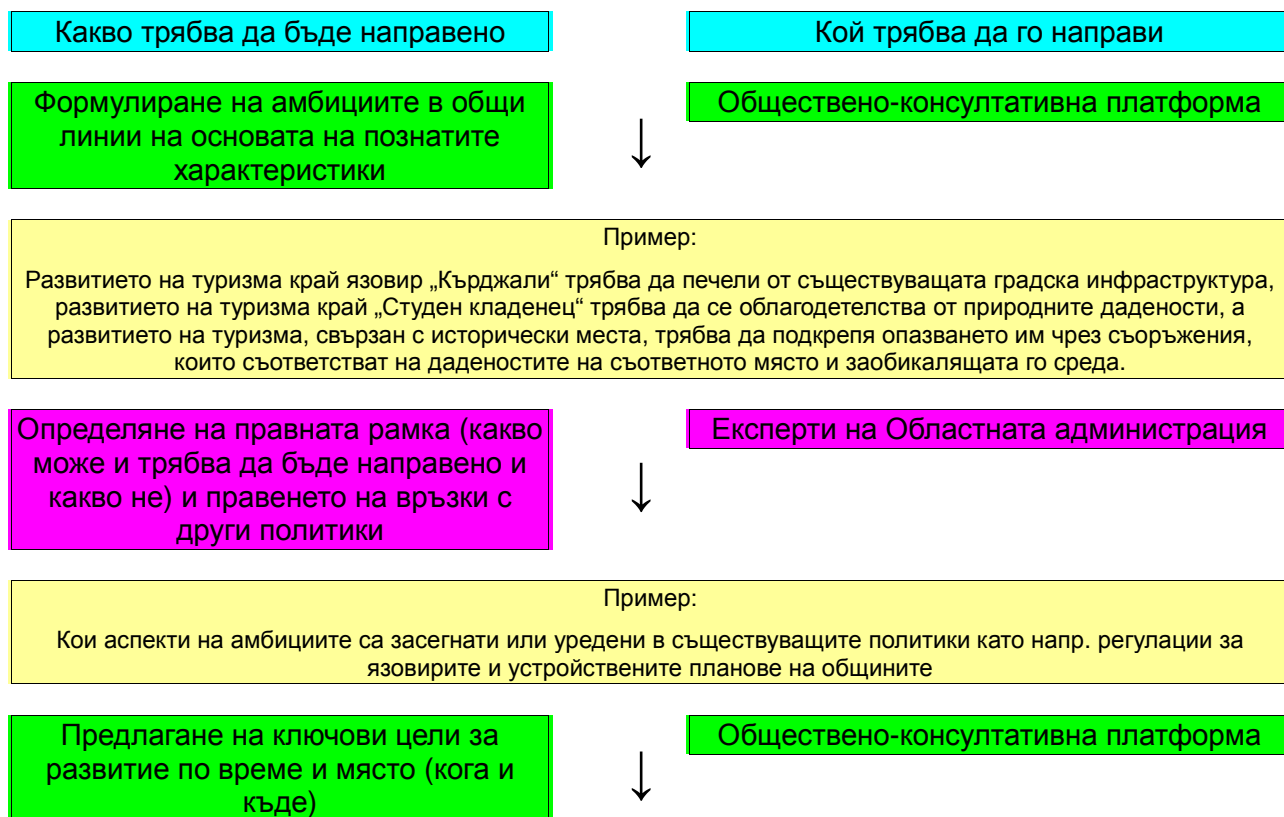 Какво трябва да бъде направено
Кой трябва да го направи
Формулиране на амбициите в общи
линии на основата на познатите
характеристики
↓
Обществено-консултативна платформа
Пример:
Развитието на туризма край язовир „Кърджали“ трябва да печели от съществуващата градска инфраструктура,
развитието на туризма край „Студен кладенец“ трябва да се облагодетелства от природните дадености, а
развитието на туризма, свързан с исторически места, трябва да подкрепя опазването им чрез съоръжения,
които съответстват на даденостите на съответното място и заобикалящата го среда.
Определяне на правната рамка (какво
може и трябва да бъде направено и
какво не) и правенето на връзки с
други политики
↓
Експерти на Областната администрация
Пример:
Кои аспекти на амбициите са засегнати или уредени в съществуващите политики като напр. регулации за
язовирите и устройствените планове на общините
Предлагане на ключови цели за
развитие по време и място (кога и
къде)
↓
Обществено-консултативна платформа